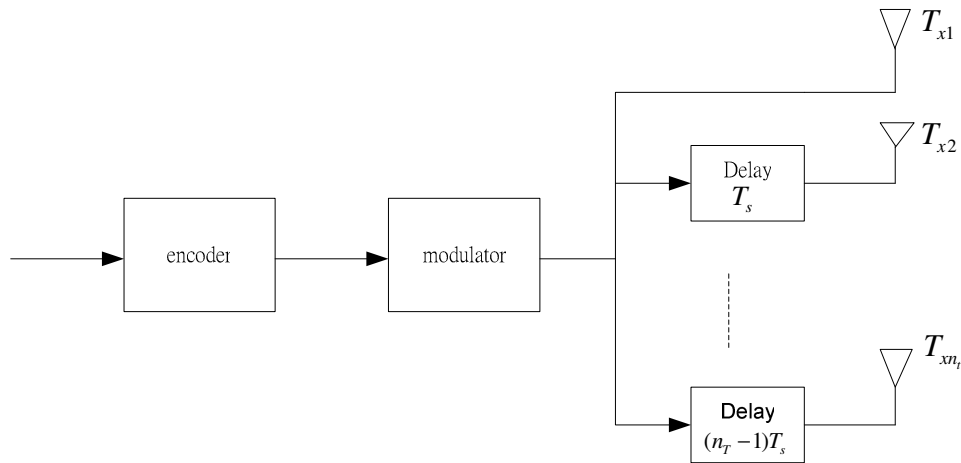 T_{x1}
T_{x2}
Delay
T_s
encoder
modulator
T_{xn_t}
Delay
(n_T −1)T_s